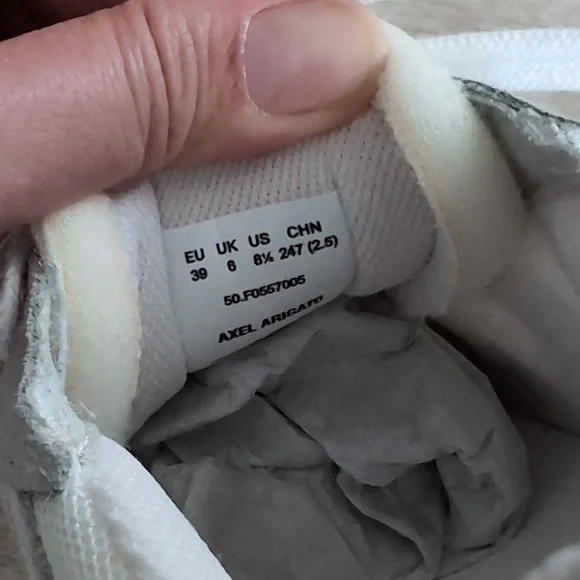 EU UK US CHN
39 6 8½ 247 (2.5)
50.F0557005
AXEL ARIGATO